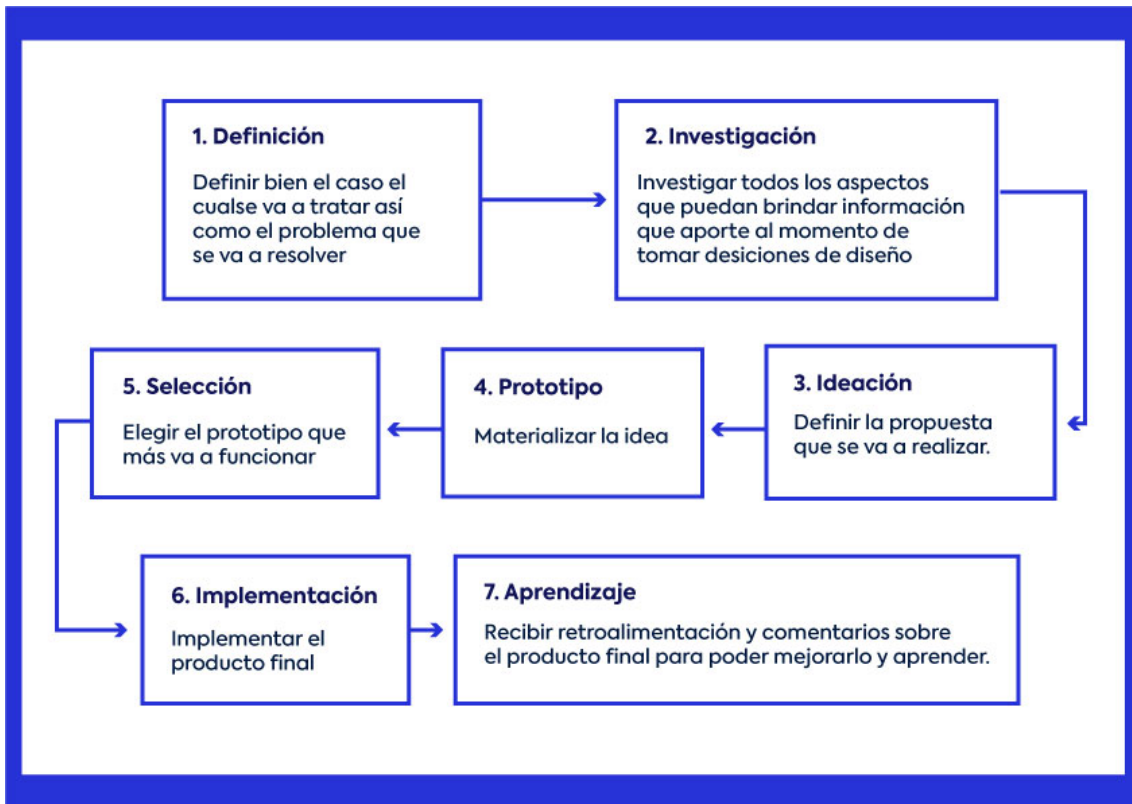 1. Definición
Definir bien el caso el
cualse va a tratar así
como el problema que
se va a resolver
2. Investigación
Investigar todos los aspectos
que puedan brindar información
que aporte al momento de
tomar desiciones de diseño
3. Ideación
Definir la propuesta
que se va a realizar.
4. Prototipo
Materializar la idea
5. Selección
Elegir el prototipo que
más va a funcionar
6. Implementación
Implementar el
producto final
7. Aprendizaje
Recibir retroalimentación y comentarios sobre
el producto final para poder mejorarlo y aprender.